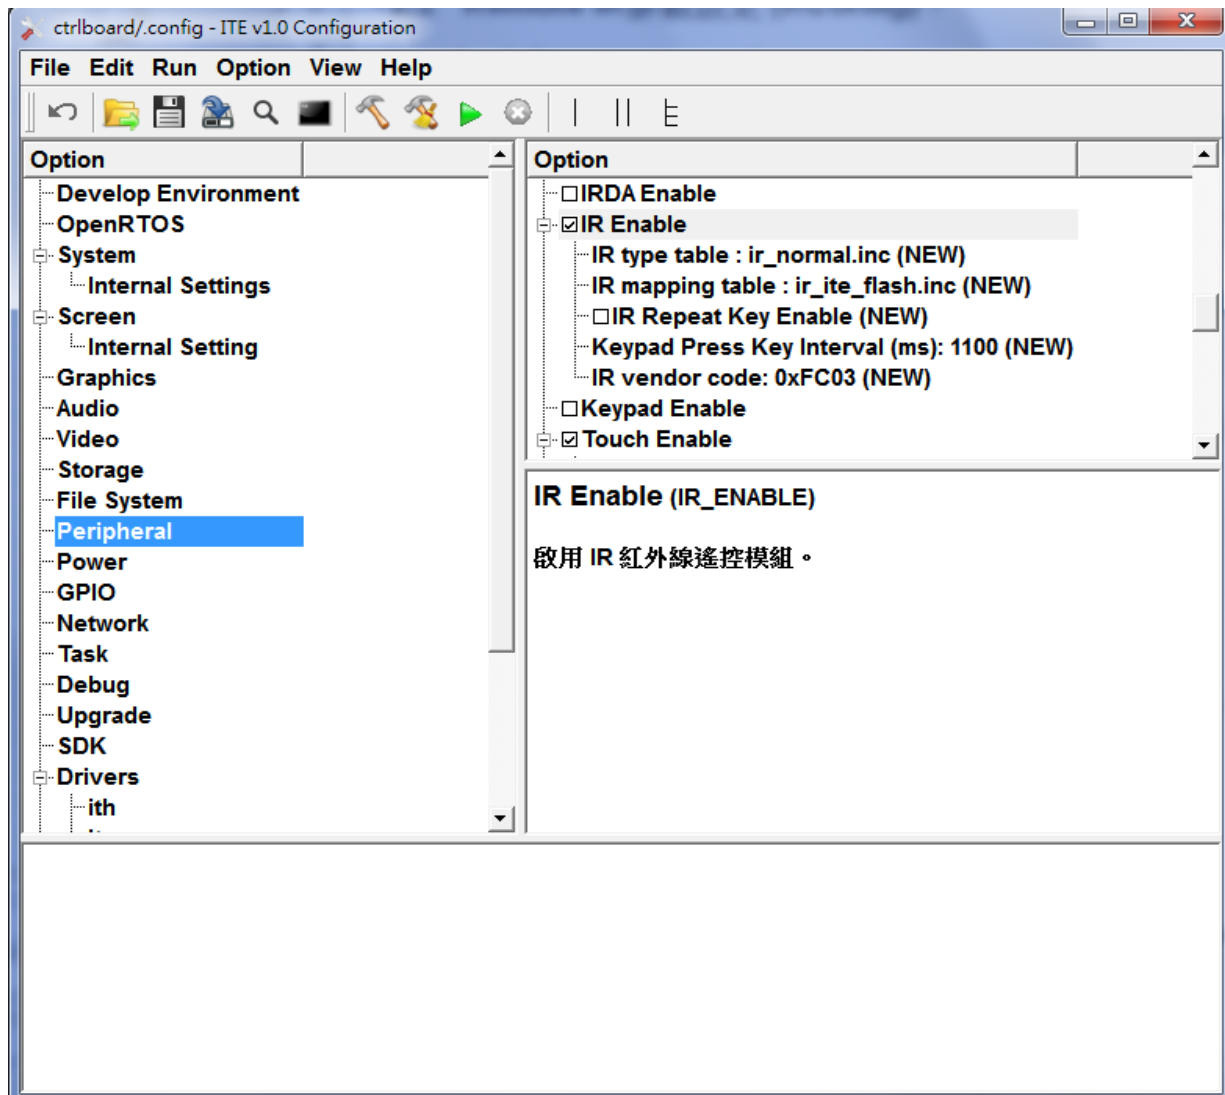 ctrlboard/.config - ITE v1.0 Configuration
File Edit Run Option View Help
Option
Develop Environment
OpenRTOS
System
Internal Settings
Screen
Internal Setting
Graphics
Audio
Video
Storage
File System
Peripheral
Power
GPIO
Network
Task
Debug
Upgrade
SDK
Drivers
ith
Option
IRDA Enable
IR Enable
IR type table : ir_normal.inc (NEW)
IR mapping table : ir_ite_flash.inc (NEW)
IR Repeat Key Enable (NEW)
Keypad Press Key Interval (ms): 1100 (NEW)
IR vendor code: 0xFC03 (NEW)
Keypad Enable
Touch Enable
IR Enable (IR_ENABLE)
啟用 IR 紅外線遙控模組。